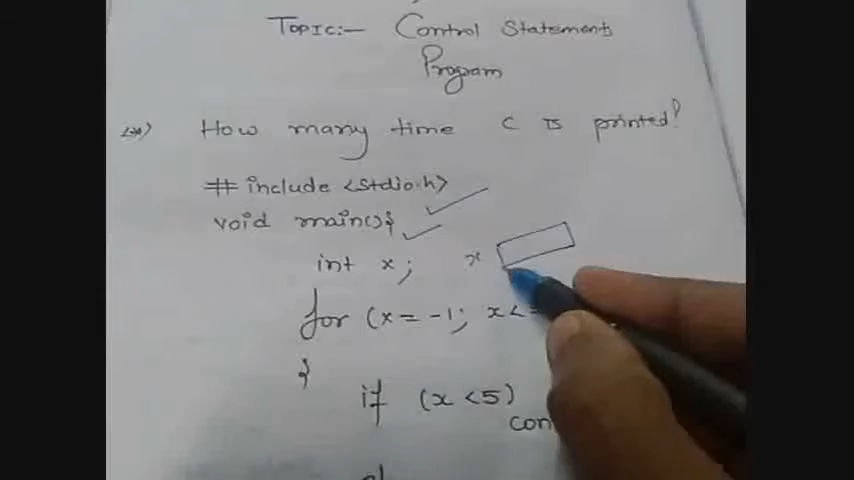 Topic:- Control Statements
Program
How many time C is printed?
# include <stdio.h>
void main(){
int x; x
for (x = -1; x<=
{
if (x <5)
con